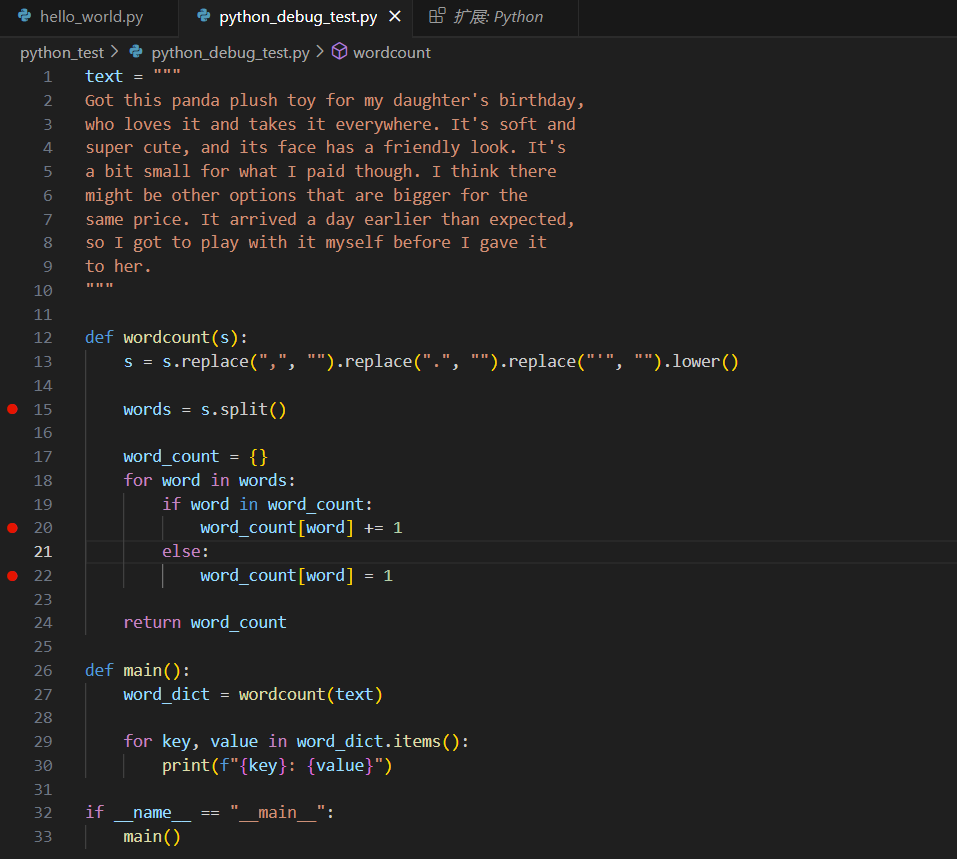 hello_world.py python_debug_test.py 扩展: Python
python_test > python_debug_test.py > wordcount
1 text = """
2 Got this panda plush toy for my daughter's birthday,
3 who loves it and takes it everywhere. It's soft and
4 super cute, and its face has a friendly look. It's
5 a bit small for what I paid though. I think there
6 might be other options that are bigger for the
7 same price. It arrived a day earlier than expected,
8 so I got to play with it myself before I gave it
9 to her.
10 """
11
12 def wordcount(s):
13     s = s.replace(",", "").replace(".", "").replace("'", "").lower()
14
15     words = s.split()
16
17     word_count = {}
18     for word in words:
19         if word in word_count:
20             word_count[word] += 1
21         else:
22             word_count[word] = 1
23
24     return word_count
25
26 def main():
27     word_dict = wordcount(text)
28
29     for key, value in word_dict.items():
30         print(f"{key}: {value}")
31
32 if __name__ == "__main__":
33     main()